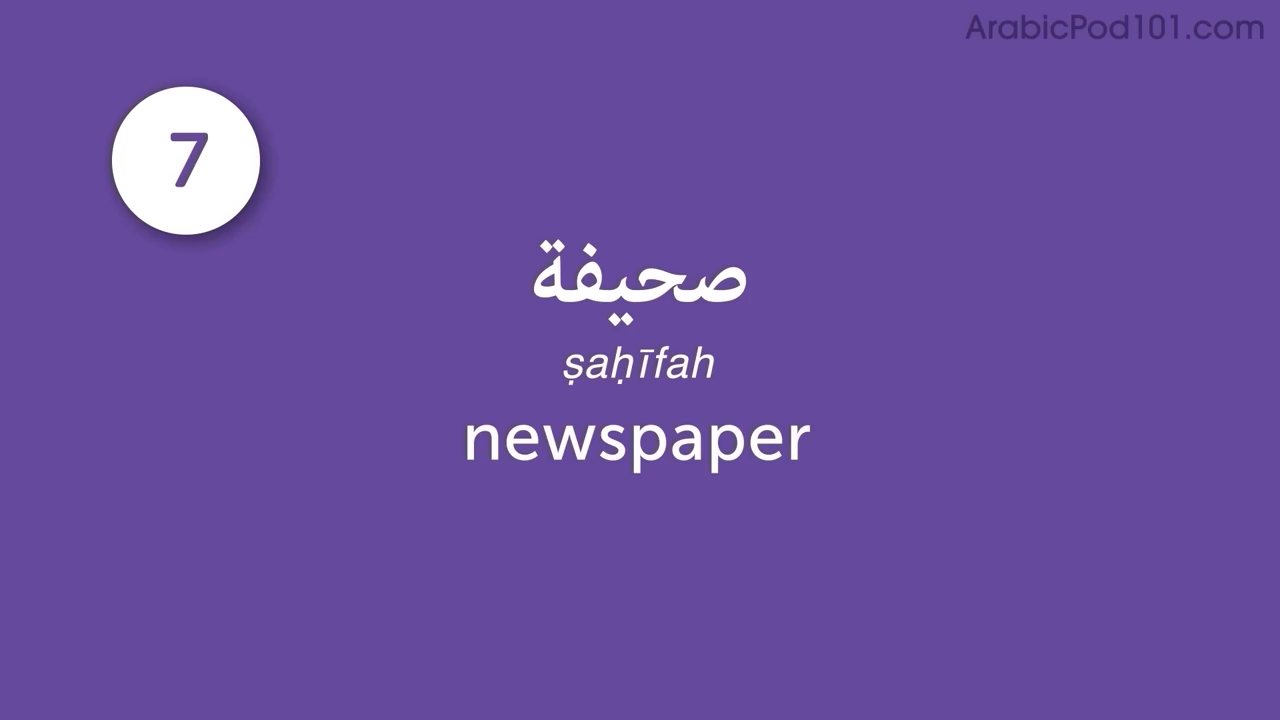 ArabicPod101.com
7
صحيفة
ṣaḥīfah
newspaper